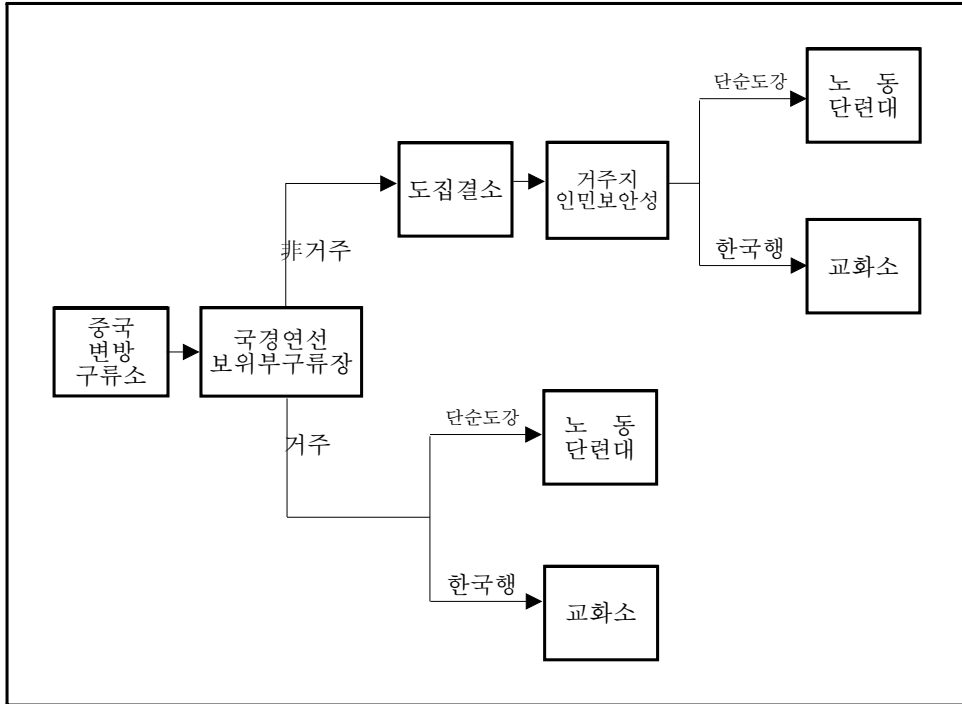 단순도강
노 동
단련대
도집결소
거주지
인민보안성
非거주
한국행
교화소
중국
변방
구류소
국경연선
보위부구류장
거주
단순도강
노 동
단련대
한국행
교화소